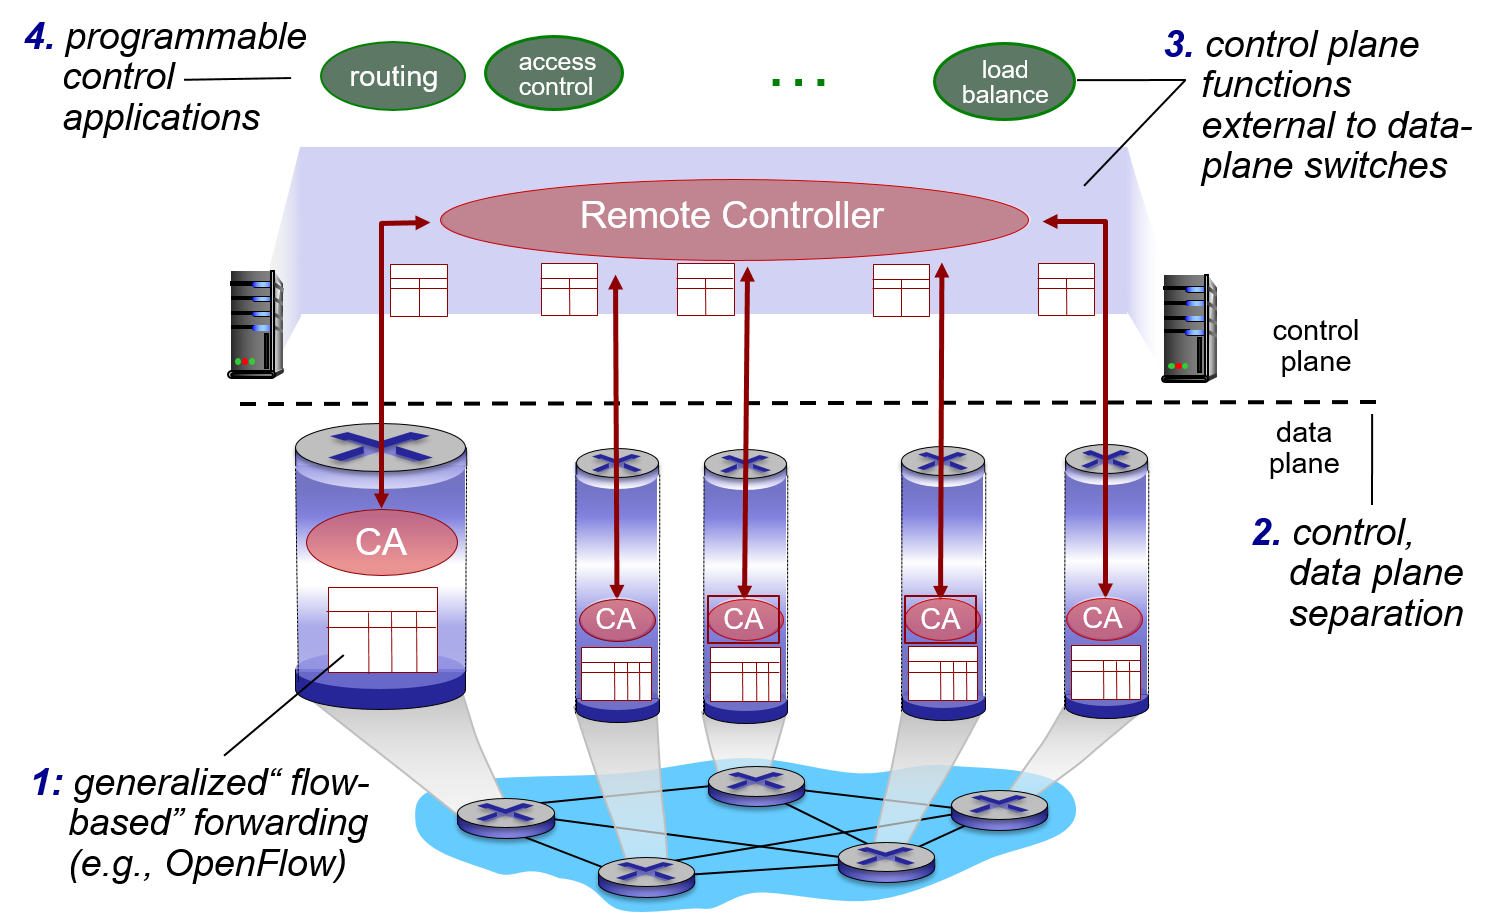 4. programmable
control
applications
routing
access
control
...
load
balance
3. control plane
functions
external to data-
plane switches
Remote Controller
control
plane
data
plane
2. control,
data plane
separation
CA
CA
CA
CA
CA
1: generalized“ flow-
based” forwarding
(e.g., OpenFlow)